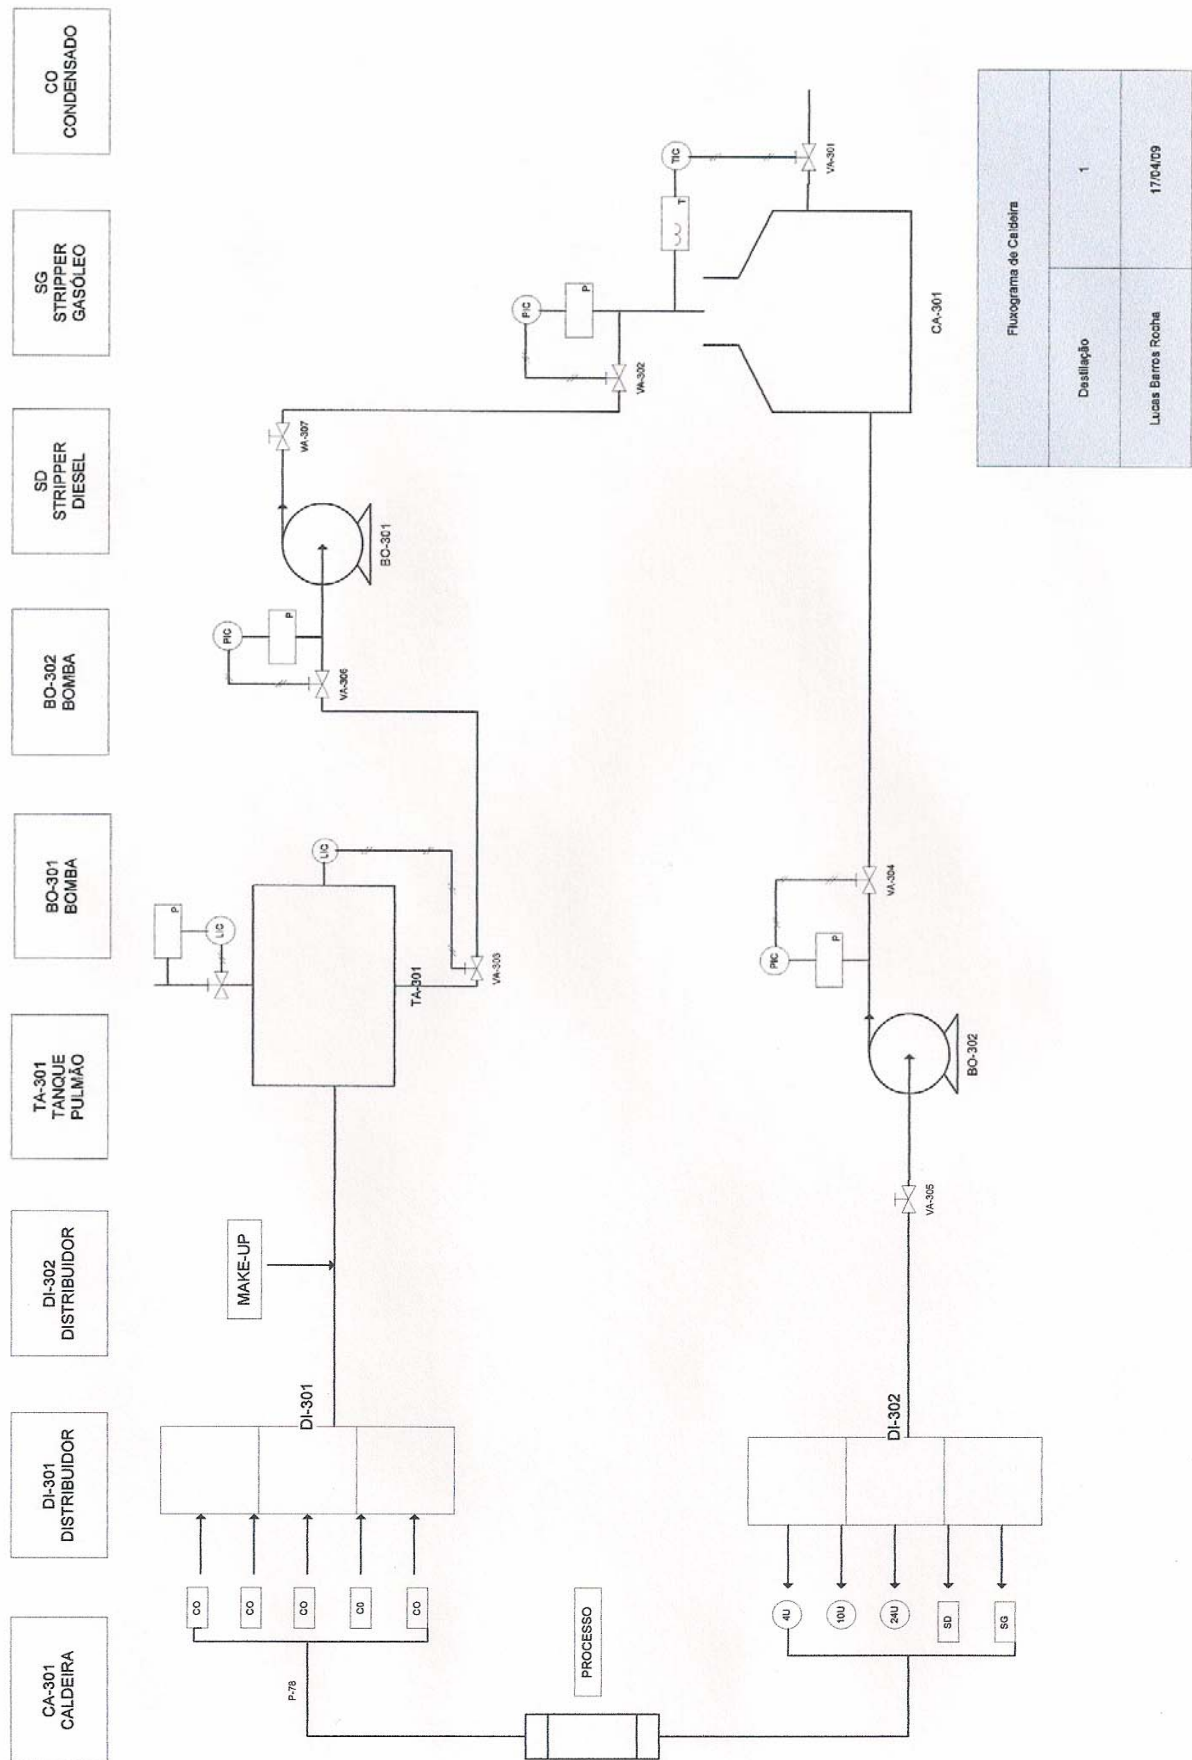 CA-301
CALDEIRA
DI-301
DISTRIBUIDOR
DI-302
DISTRIBUIDOR
TA-301
TANQUE
PULMÃO
BO-301
BOMBA
BO-302
BOMBA
SD
STRIPPER
DIESEL
SG
STRIPPER
GASÓLEO
CO
CONDENSADO
P
LIC
CO
CO
CO
C0
CO
P-78
DI-301
MAKE-UP
TA-301
LIC
VA-303
PIC
P
VA-306
BO-301
VA-307
PIC
P
VA-302
T
TIC
VA-301
CA-301
PROCESSO
4U
10U
24U
SD
SG
DI-302
VA-305
BO-302
PIC
P
VA-304
Fluxograma de Caldeira
Destilação
1
Lucas Barros Rocha
17/04/09